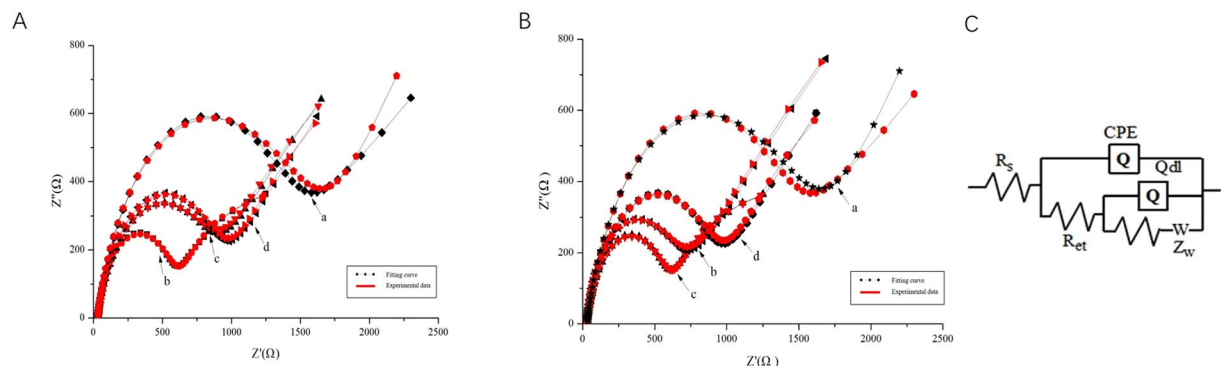 A
B
C
800
600
400
200
0
Z''(Ω)
0
500
1000
1500
2000
2500
Z'(Ω)
a
b
c
d
Fitting curve
Experimental data
800
600
400
200
0
Z''(Ω)
0
500
1000
1500
2000
2500
Z'(Ω)
a
b
c
d
Fitting curve
Experimental data
CPE
Q
Qdl
Rs
Q
Ret
W
Zw